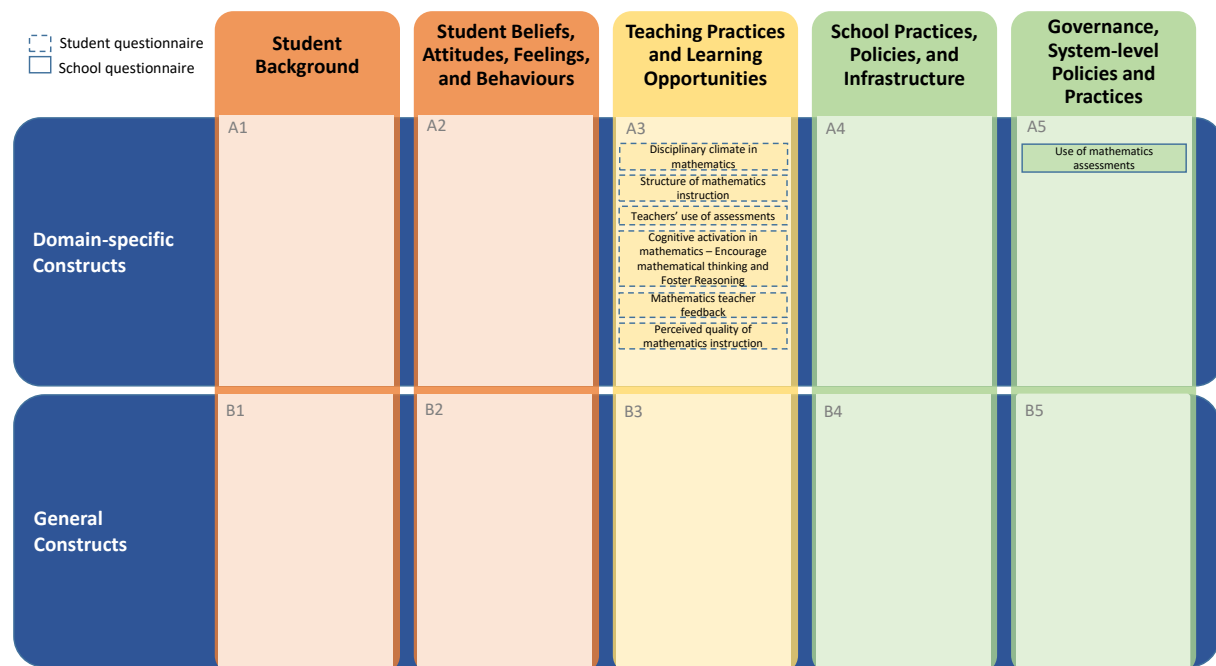 Student questionnaire
School questionnaire
Student
Background
Student Beliefs,
Attitudes, Feelings,
and Behaviours
Teaching Practices
and Learning
Opportunities
School Practices,
Policies, and
Infrastructure
Governance,
System-level
Policies and
Practices
Domain-specific
Constructs
A1
A2
A3
Disciplinary climate in
mathematics
Structure of mathematics
instruction
Teachers' use of assessments
Cognitive activation in
mathematics – Encourage
mathematical thinking and
Foster Reasoning
Mathematics teacher
feedback
Perceived quality of
mathematics instruction
A4
A5
Use of mathematics
assessments
General
Constructs
B1
B2
B3
B4
B5